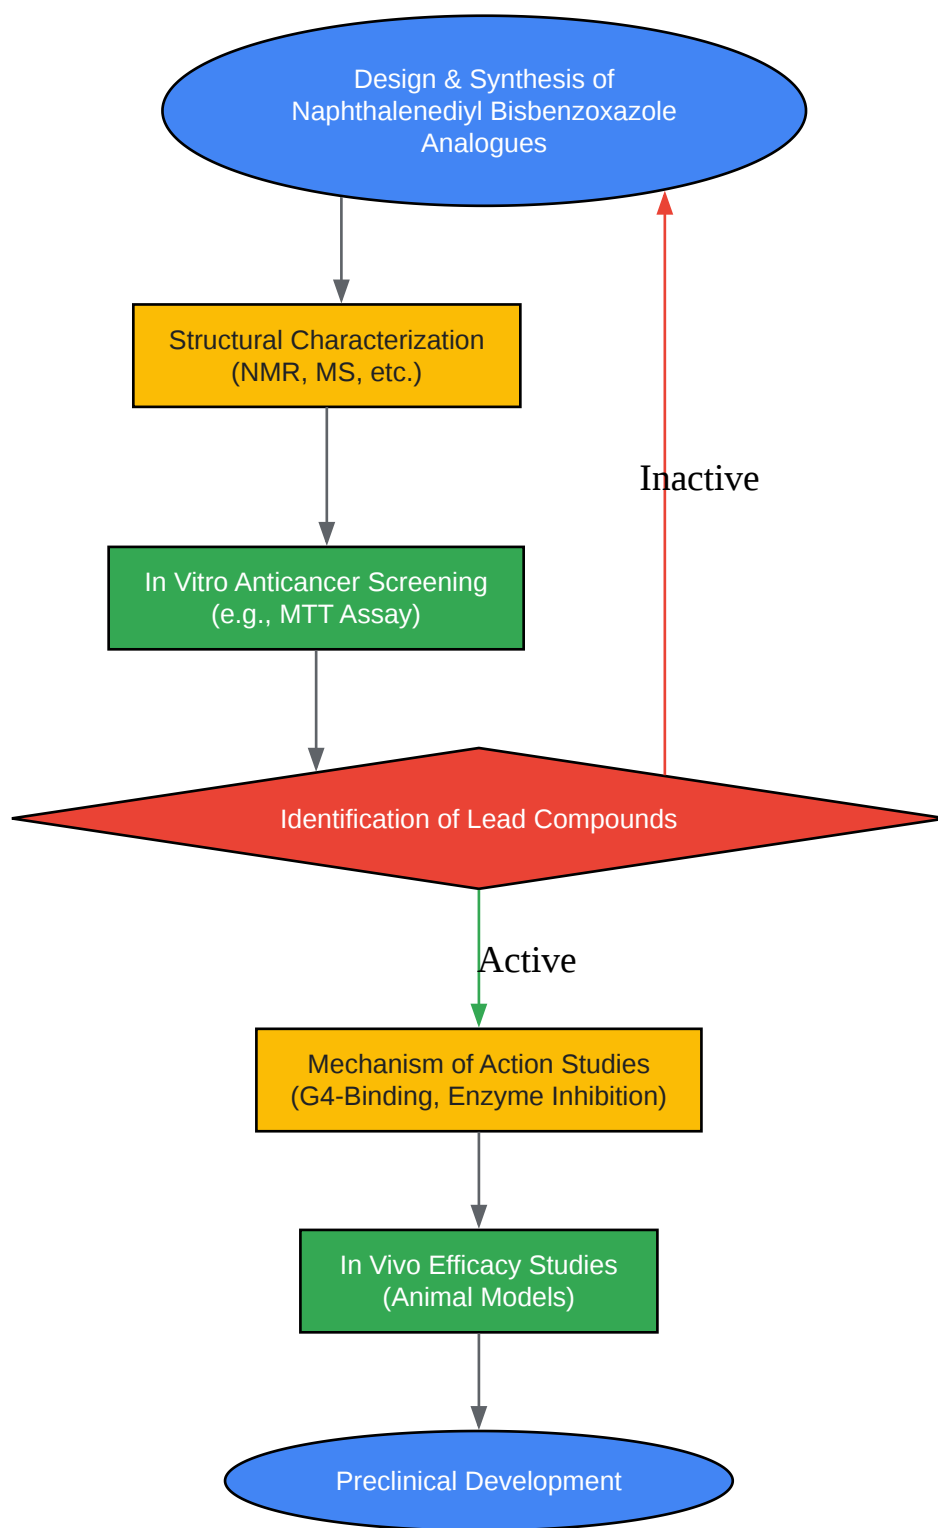 Design & Synthesis of
Naphthalenediyl Bisbenzoxazole
Analogues
Structural Characterization
(NMR, MS, etc.)
Inactive
In Vitro Anticancer Screening
(e.g., MTT Assay)
Identification of Lead Compounds
Active
Mechanism of Action Studies
(G4-Binding, Enzyme Inhibition)
In Vivo Efficacy Studies
(Animal Models)
Preclinical Development